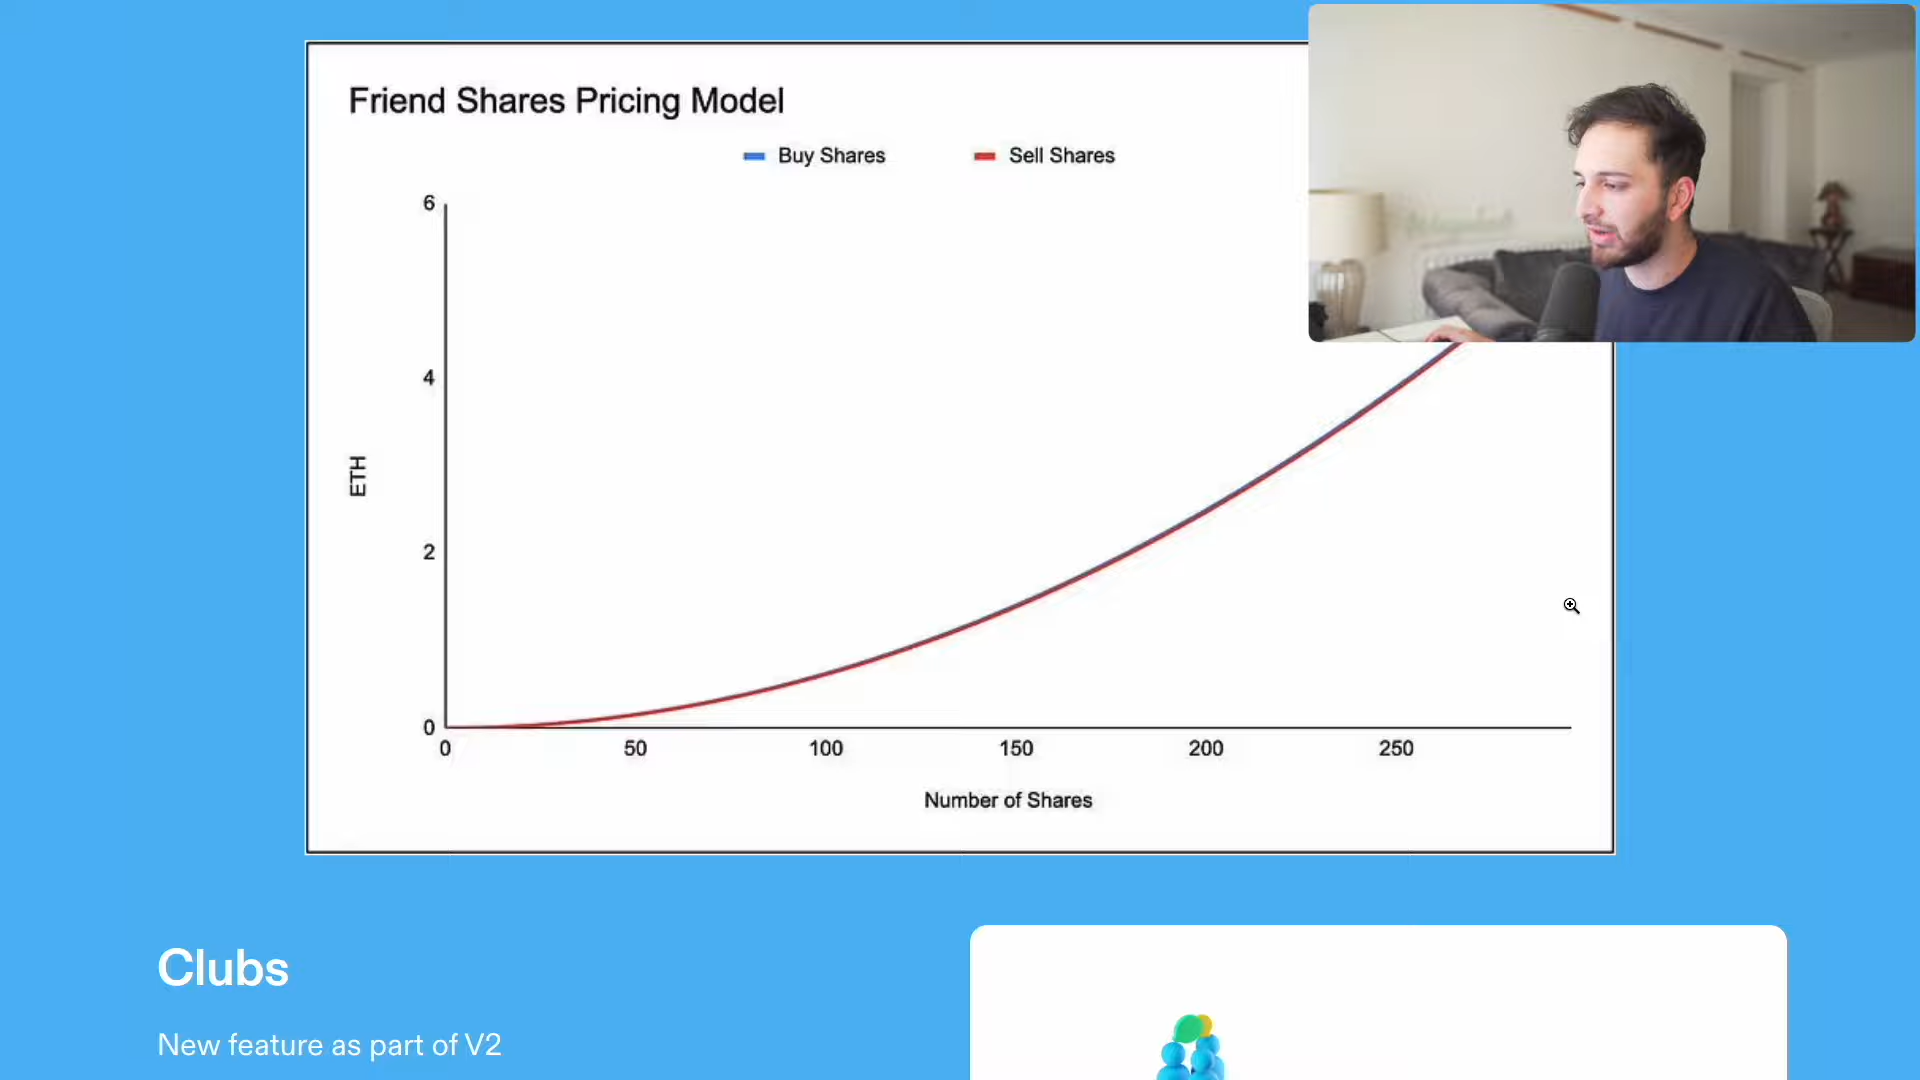 Friend Shares Pricing Model
Buy Shares
Sell Shares
6
4
2
0
ETH
0
50
100
150
200
250
Number of Shares
Clubs
New feature as part of V2